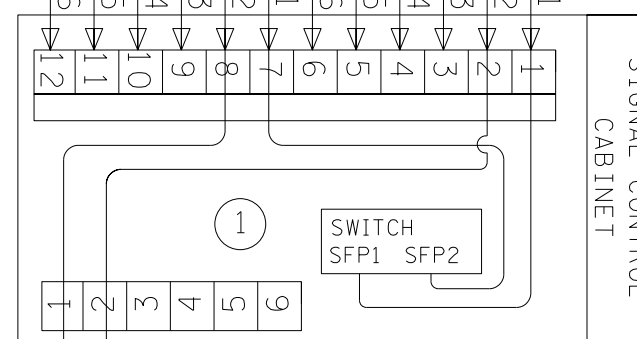 12 11 10 9 8 7 6 5 4 3 2 1
SIGNAL CONTROL
CABINET
1
SWITCH
SFP1 SFP2
1 2 3 4 5 6